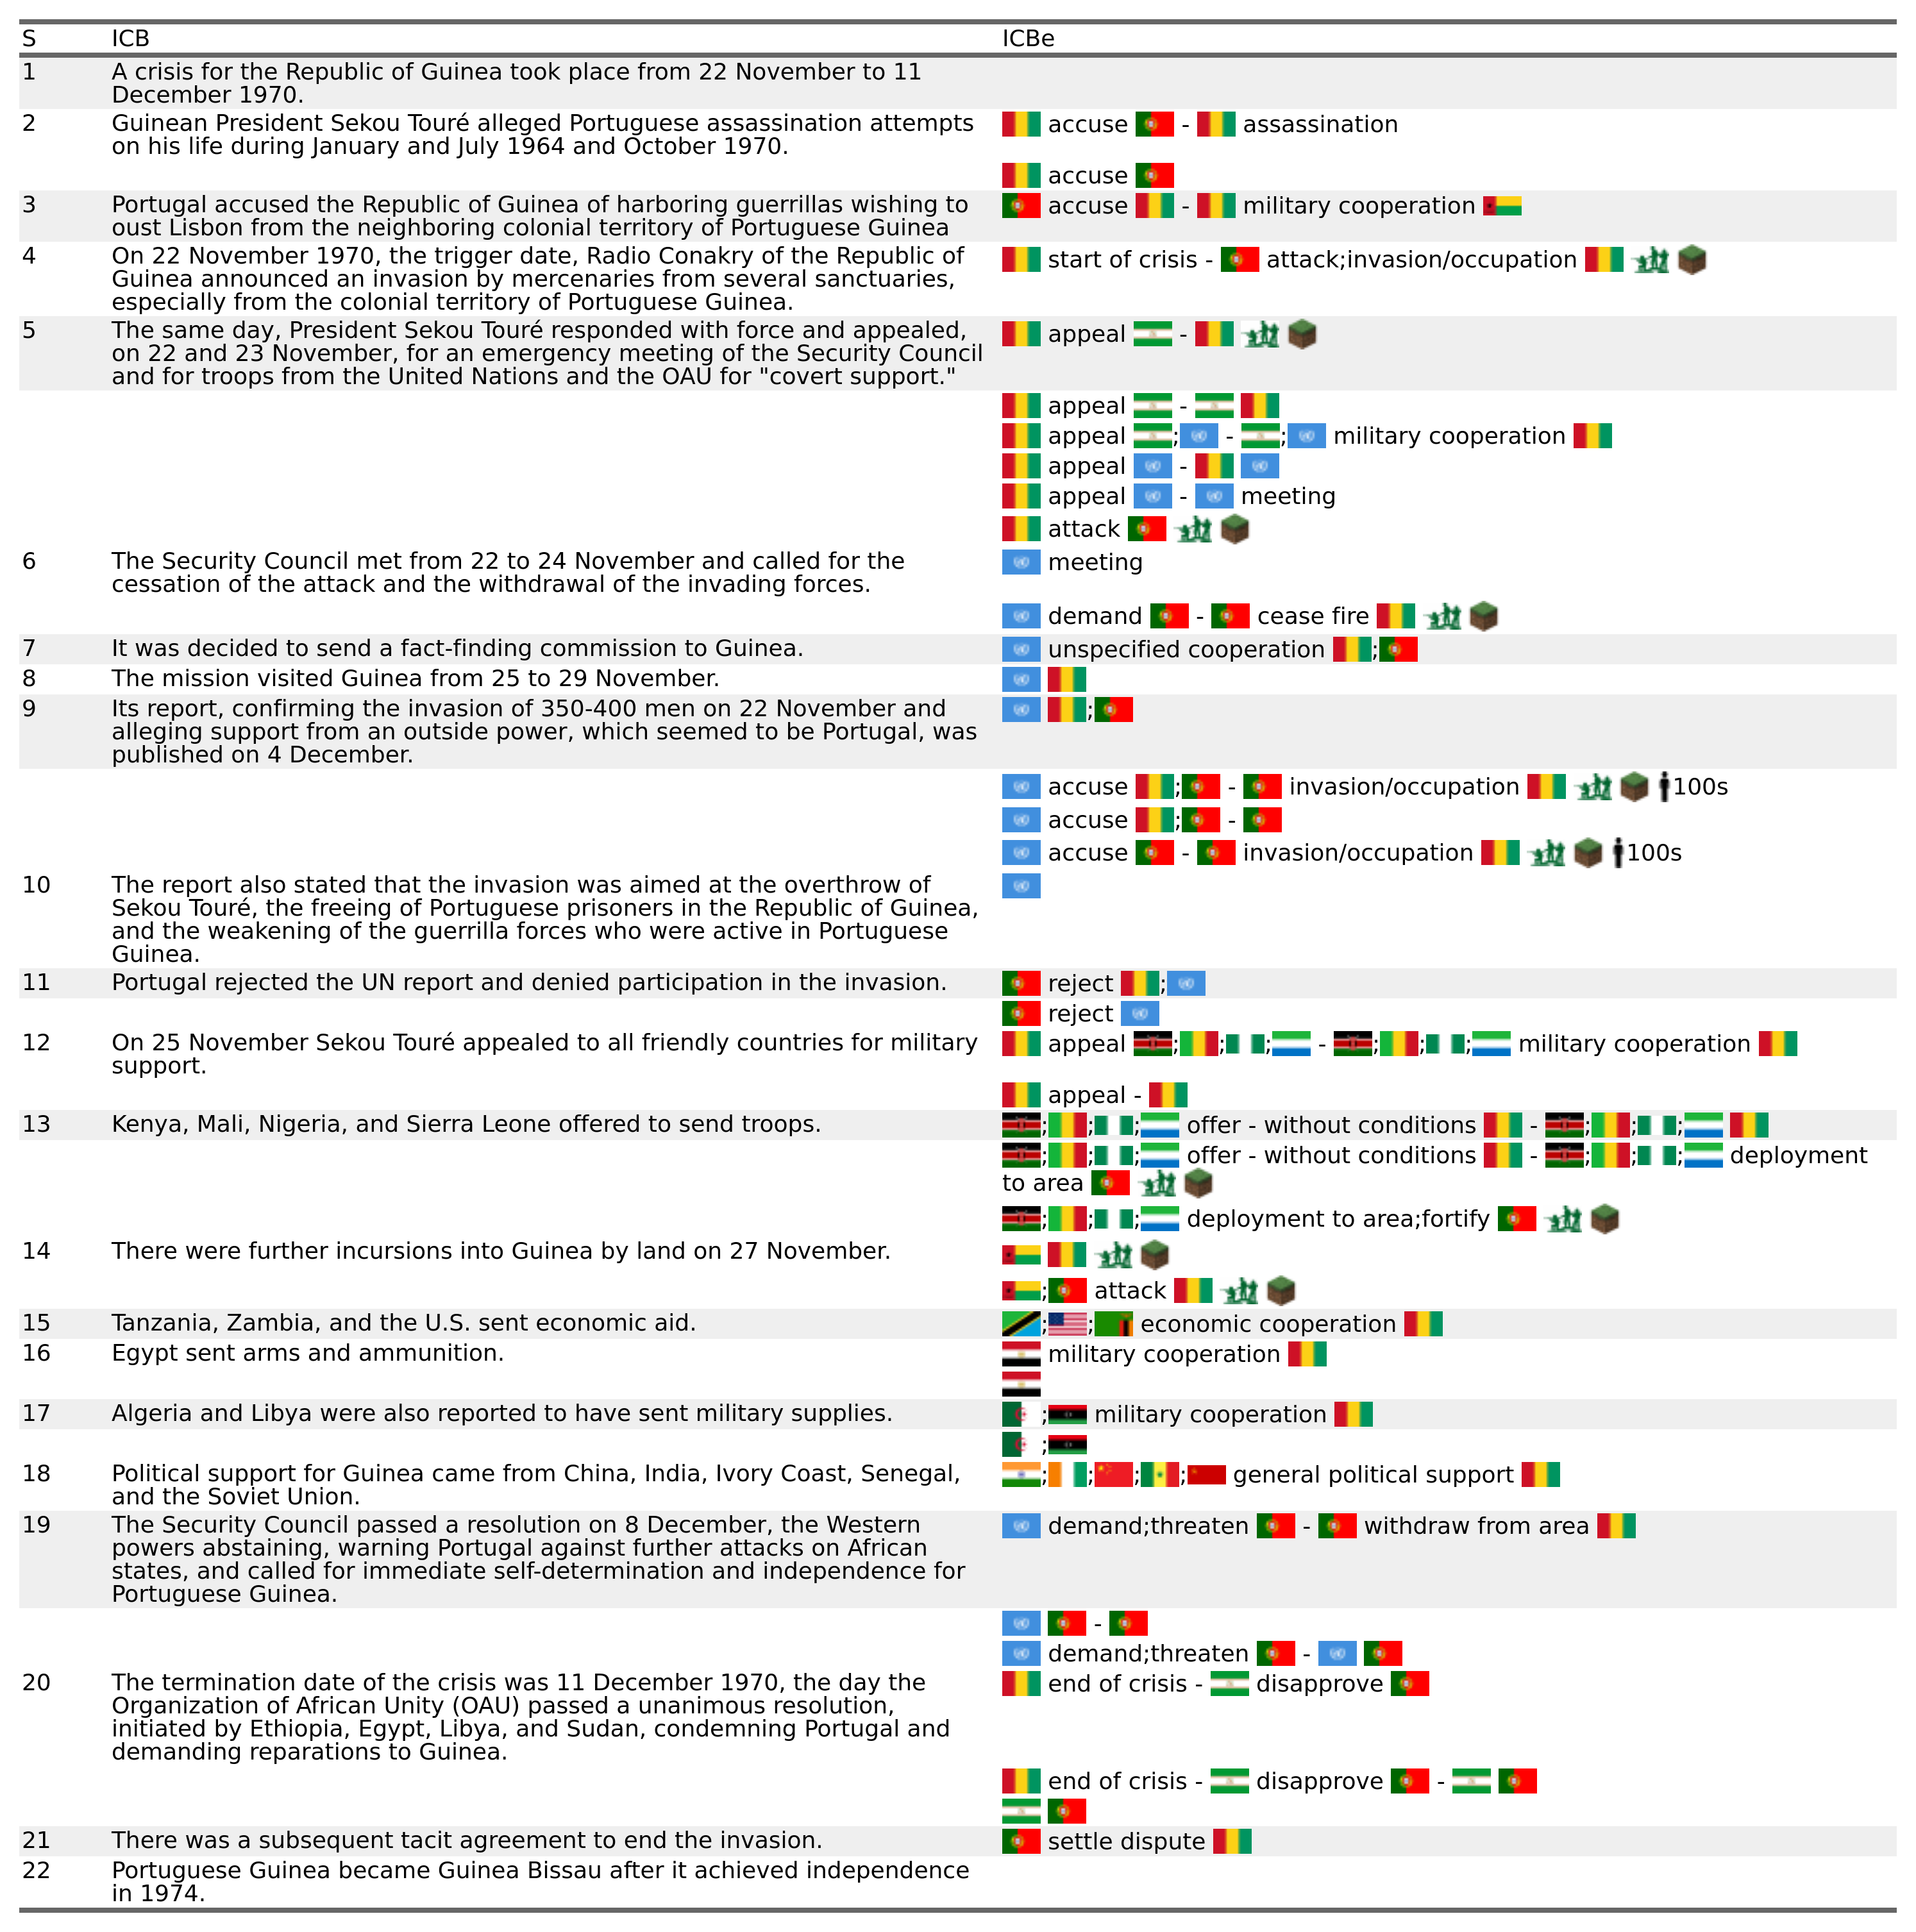 S ICB ICBe
1 A crisis for the Republic of Guinea took place from 22 November to 11
December 1970.
2 Guinean President Sekou Touré alleged Portuguese assassination attempts accuse - assassination
on his life during January and July 1964 and October 1970.
accuse
3 Portugal accused the Republic of Guinea of harboring guerrillas wishing to accuse - military cooperation
oust Lisbon from the neighboring colonial territory of Portuguese Guinea
4 On 22 November 1970, the trigger date, Radio Conakry of the Republic of start of crisis - attack;invasion/occupation
Guinea announced an invasion by mercenaries from several sanctuaries,
especially from the colonial territory of Portuguese Guinea.
5 The same day, President Sekou Touré responded with force and appealed, appeal -
on 22 and 23 November, for an emergency meeting of the Security Council
and for troops from the United Nations and the OAU for "covert support."
appeal -
appeal ; - ; military cooperation
appeal -
appeal - meeting
attack
6 The Security Council met from 22 to 24 November and called for the meeting
cessation of the attack and the withdrawal of the invading forces.
demand - cease fire
7 It was decided to send a fact-finding commission to Guinea. unspecified cooperation ;
8 The mission visited Guinea from 25 to 29 November.
9 Its report, confirming the invasion of 350-400 men on 22 November and ;
alleging support from an outside power, which seemed to be Portugal, was
published on 4 December.
accuse ; - invasion/occupation 100s
accuse ; -
accuse - invasion/occupation 100s
10 The report also stated that the invasion was aimed at the overthrow of
Sekou Touré, the freeing of Portuguese prisoners in the Republic of Guinea,
and the weakening of the guerrilla forces who were active in Portuguese
Guinea.
11 Portugal rejected the UN report and denied participation in the invasion. reject ;
reject
12 On 25 November Sekou Touré appealed to all friendly countries for military appeal ; ; ; - ; ; ; military cooperation
support.
appeal -
13 Kenya, Mali, Nigeria, and Sierra Leone offered to send troops. ; ; ; offer - without conditions - ; ; ;
; ; ; offer - without conditions - ; ; ; deployment
to area
; ; ; deployment to area;fortify
14 There were further incursions into Guinea by land on 27 November.
; attack
15 Tanzania, Zambia, and the U.S. sent economic aid. ; ; economic cooperation
16 Egypt sent arms and ammunition. military cooperation
17 Algeria and Libya were also reported to have sent military supplies. ; military cooperation
;
18 Political support for Guinea came from China, India, Ivory Coast, Senegal, ; ; ; ; general political support
and the Soviet Union.
19 The Security Council passed a resolution on 8 December, the Western demand;threaten - withdraw from area
powers abstaining, warning Portugal against further attacks on African
states, and called for immediate self-determination and independence for
Portuguese Guinea.
-
demand;threaten -
20 The termination date of the crisis was 11 December 1970, the day the end of crisis - disapprove
Organization of African Unity (OAU) passed a unanimous resolution,
initiated by Ethiopia, Egypt, Libya, and Sudan, condemning Portugal and
demanding reparations to Guinea.
end of crisis - disapprove -
21 There was a subsequent tacit agreement to end the invasion. settle dispute
22 Portuguese Guinea became Guinea Bissau after it achieved independence
in 1974.